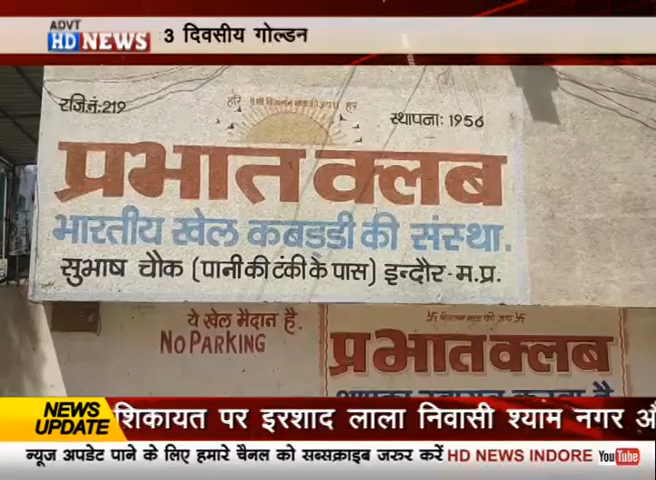 ADVT
HD NEWS 3 दिवसीय गोल्डन
रजि.नं: 219
स्थापना: 1956
प्रभात क्लब
भारतीय खेल कबड्डी की संस्था.
सुभाष चौक (पानी की टंकी के पास) इन्दौर-म.प्र.
ये खेल मैदान है.
NO PARKING
प्रभात क्लब
NEWS UPDATE शिकायत पर इरशाद लाला निवासी श्याम नगर
न्यूज अपडेट पाने के लिए हमारे चैनल को सब्सक्राइब जरुर करें HD NEWS INDORE YouTube